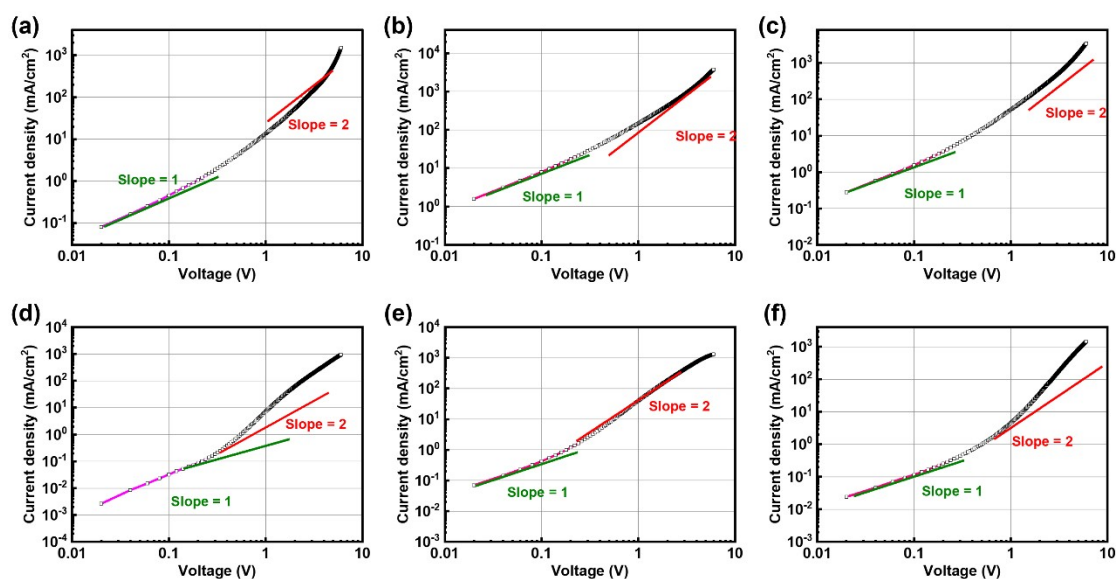 (a)
Current density (mA/cm²)
10³
10²
10¹
10⁰
10⁻¹
Slope = 2
Slope = 1
0.01
0.1
1
10
Voltage (V)
(b)
Current density (mA/cm²)
10⁴
10³
10²
10¹
10⁰
10⁻¹
Slope = 2
Slope = 1
0.01
0.1
1
10
Voltage (V)
(c)
Current density (mA/cm²)
10³
10²
10¹
10⁰
10⁻¹
10⁻²
Slope = 2
Slope = 1
0.01
0.1
1
10
Voltage (V)
(d)
Current density (mA/cm²)
10⁴
10³
10²
10¹
10⁰
10⁻¹
10⁻²
10⁻³
10⁻⁴
Slope = 2
Slope = 1
0.01
0.1
1
10
Voltage (V)
(e)
Current density (mA/cm²)
10⁴
10³
10²
10¹
10⁰
10⁻¹
10⁻²
10⁻³
Slope = 2
Slope = 1
0.01
0.1
1
10
Voltage (V)
(f)
Current density (mA/cm²)
10³
10²
10¹
10⁰
10⁻¹
10⁻²
10⁻³
Slope = 2
Slope = 1
0.01
0.1
1
10
Voltage (V)